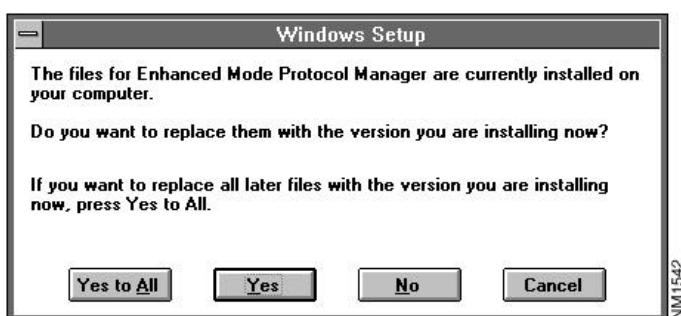 Windows Setup
The files for Enhanced Mode Protocol Manager are currently installed on
your computer.
Do you want to replace them with the version you are installing now?
If you want to replace all later files with the version you are installing
now, press Yes to All.
Yes to All
Yes
No
Cancel
NM1542